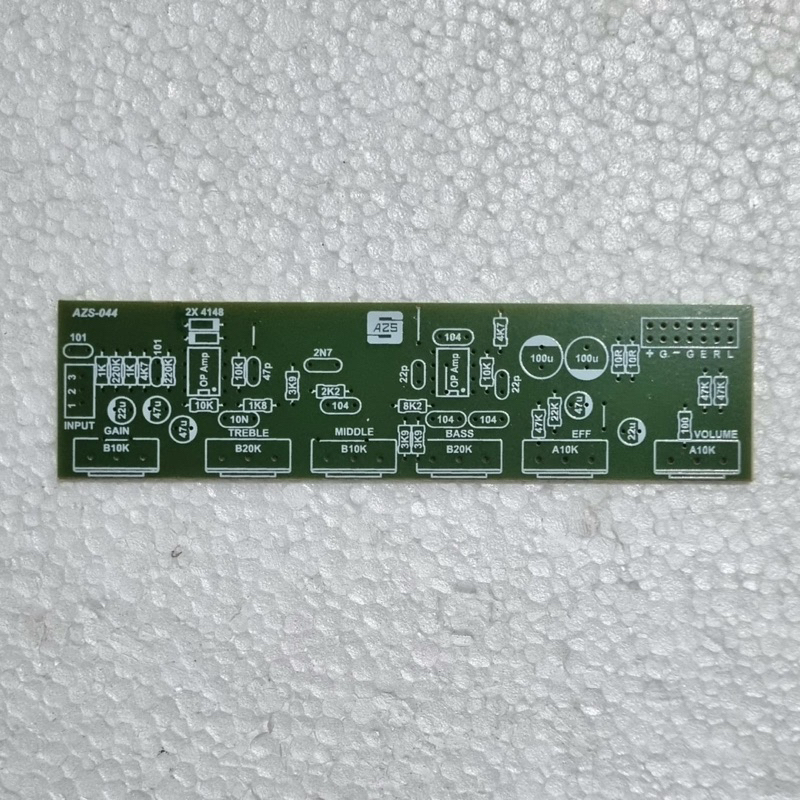 AZS-044
2X 4148
AZS
101
1K
220K
1K
4K7
101
220K
OP Amp
10K
47p
2N7
3K9
22p
104
OP Amp
10K
4K7
22p
100u
100u
10R
10R
+ G - G E R L
3 2 1
INPUT
22u
47u
47u
10K
1K8
10N
2K2
104
8K2
104
104
3K9
3K9
47K
22K
47u
22u
100
47K
47K
GAIN
TREBLE
MIDDLE
BASS
EFF
VOLUME
B10K
B20K
B10K
B20K
A10K
A10K